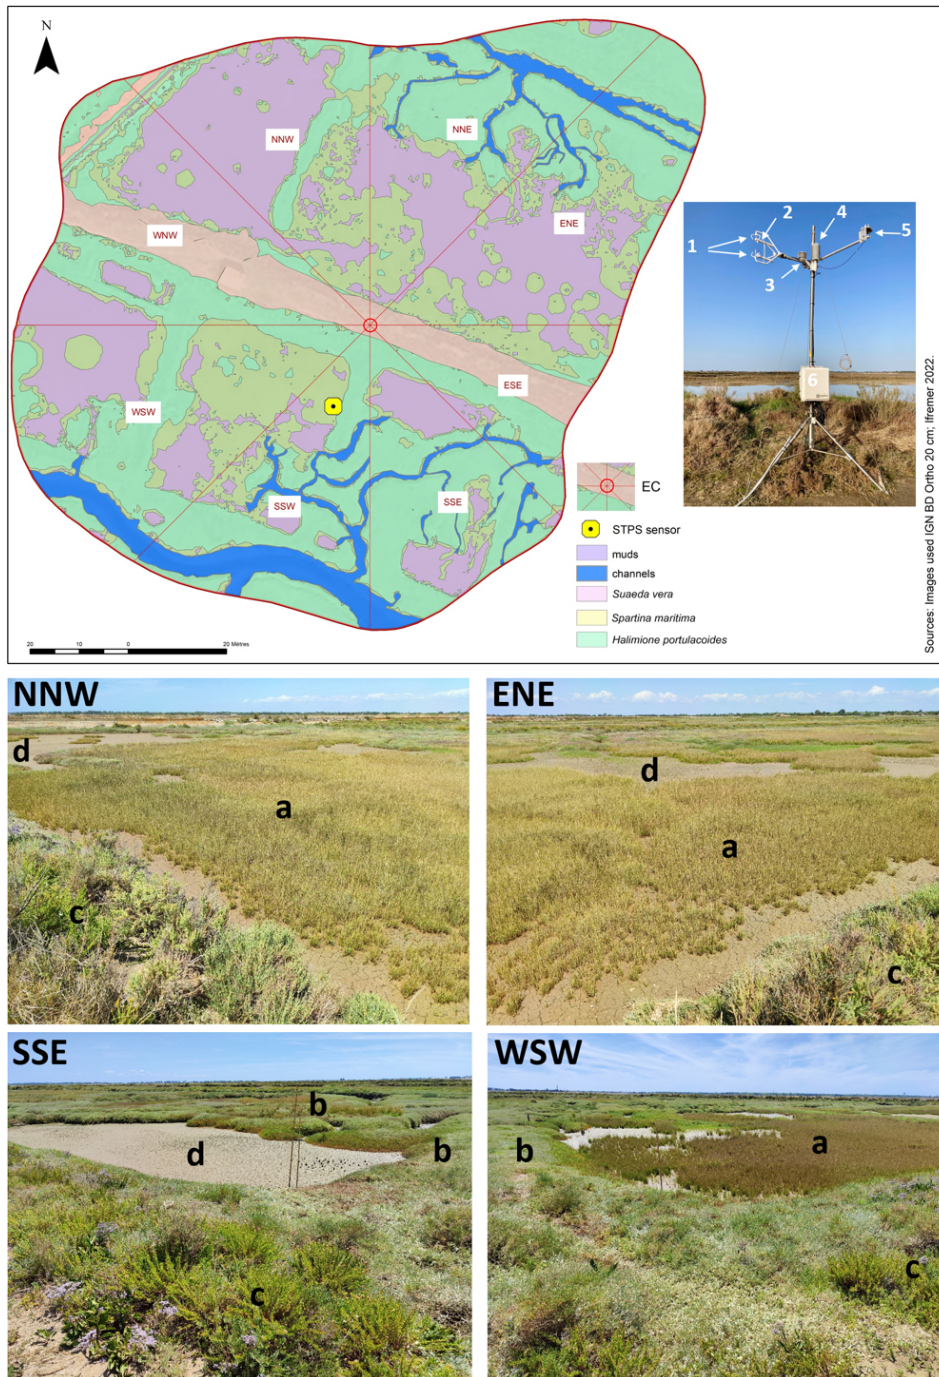 N
NNW
NNE
WNW
ENE
ESE
WSW
SSW
SSE
1
2
3
4
5
6
EC
STPS sensor
muds
channels
Suaeda vera
Spartina maritima
Halimione portulacoides
20 10 0 20 Mètres
Sources: Images used IGN BD Ortho 20 cm; Ifremer 2022.
NNW
d
a
c
ENE
d
a
c
SSE
b
d
b
c
WSW
b
a
c